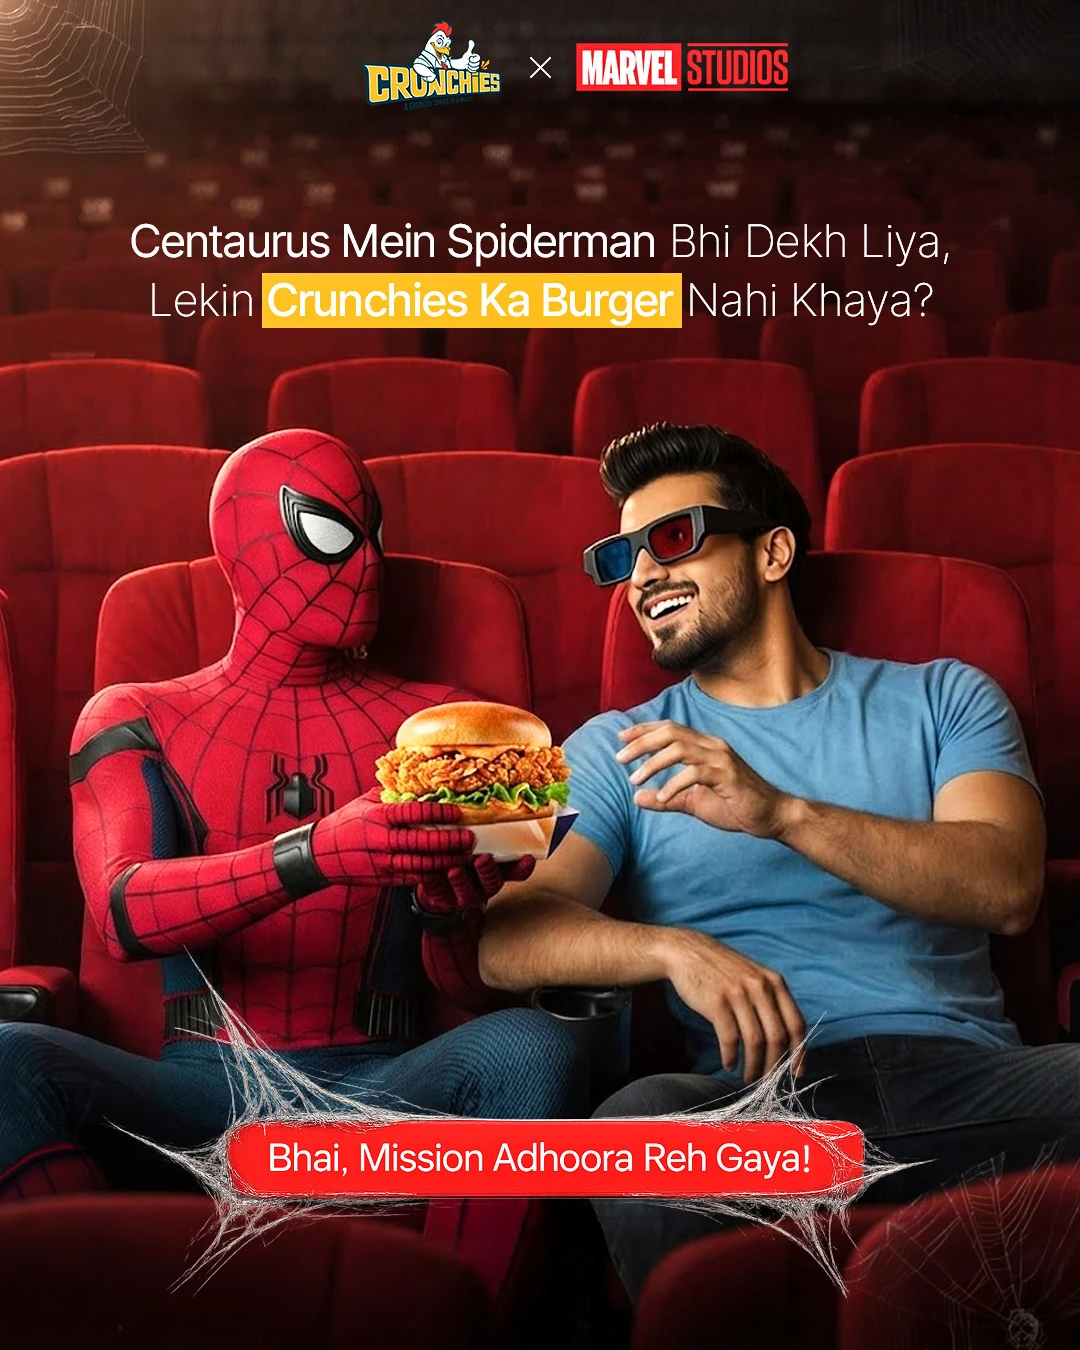 CRUNCHIES
×
MARVEL STUDIOS
Centaurus Mein Spiderman Bhi Dekh Liya,
Lekin Crunchies Ka Burger Nahi Khaya?
Bhai, Mission Adhoora Reh Gaya!